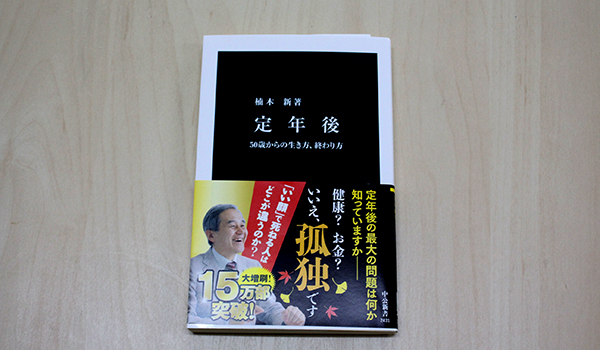 楠木 新著
定年後
50歳からの生き方、終わり方
定年後の最大の問題は何か
知っていますか――
健康? お金?
いいえ、孤独です
「いい顔」で死ねる人は
どこが違うのか?
大増刷!
15万部
突破!
中公新書
2431